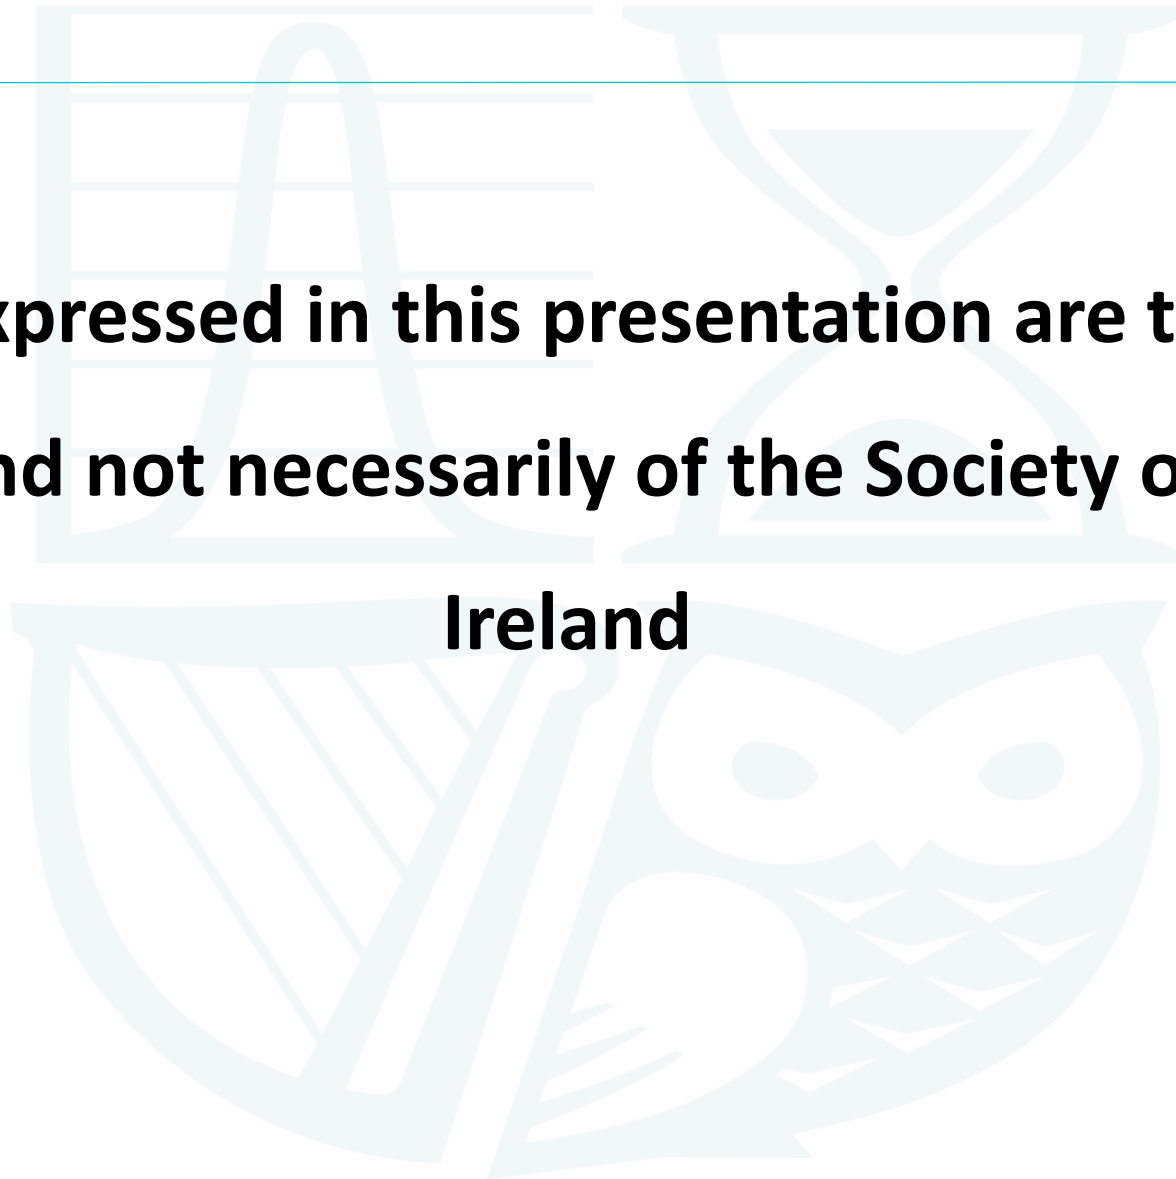 xpressed in this presentation are t
nd not necessarily of the Society o
Ireland